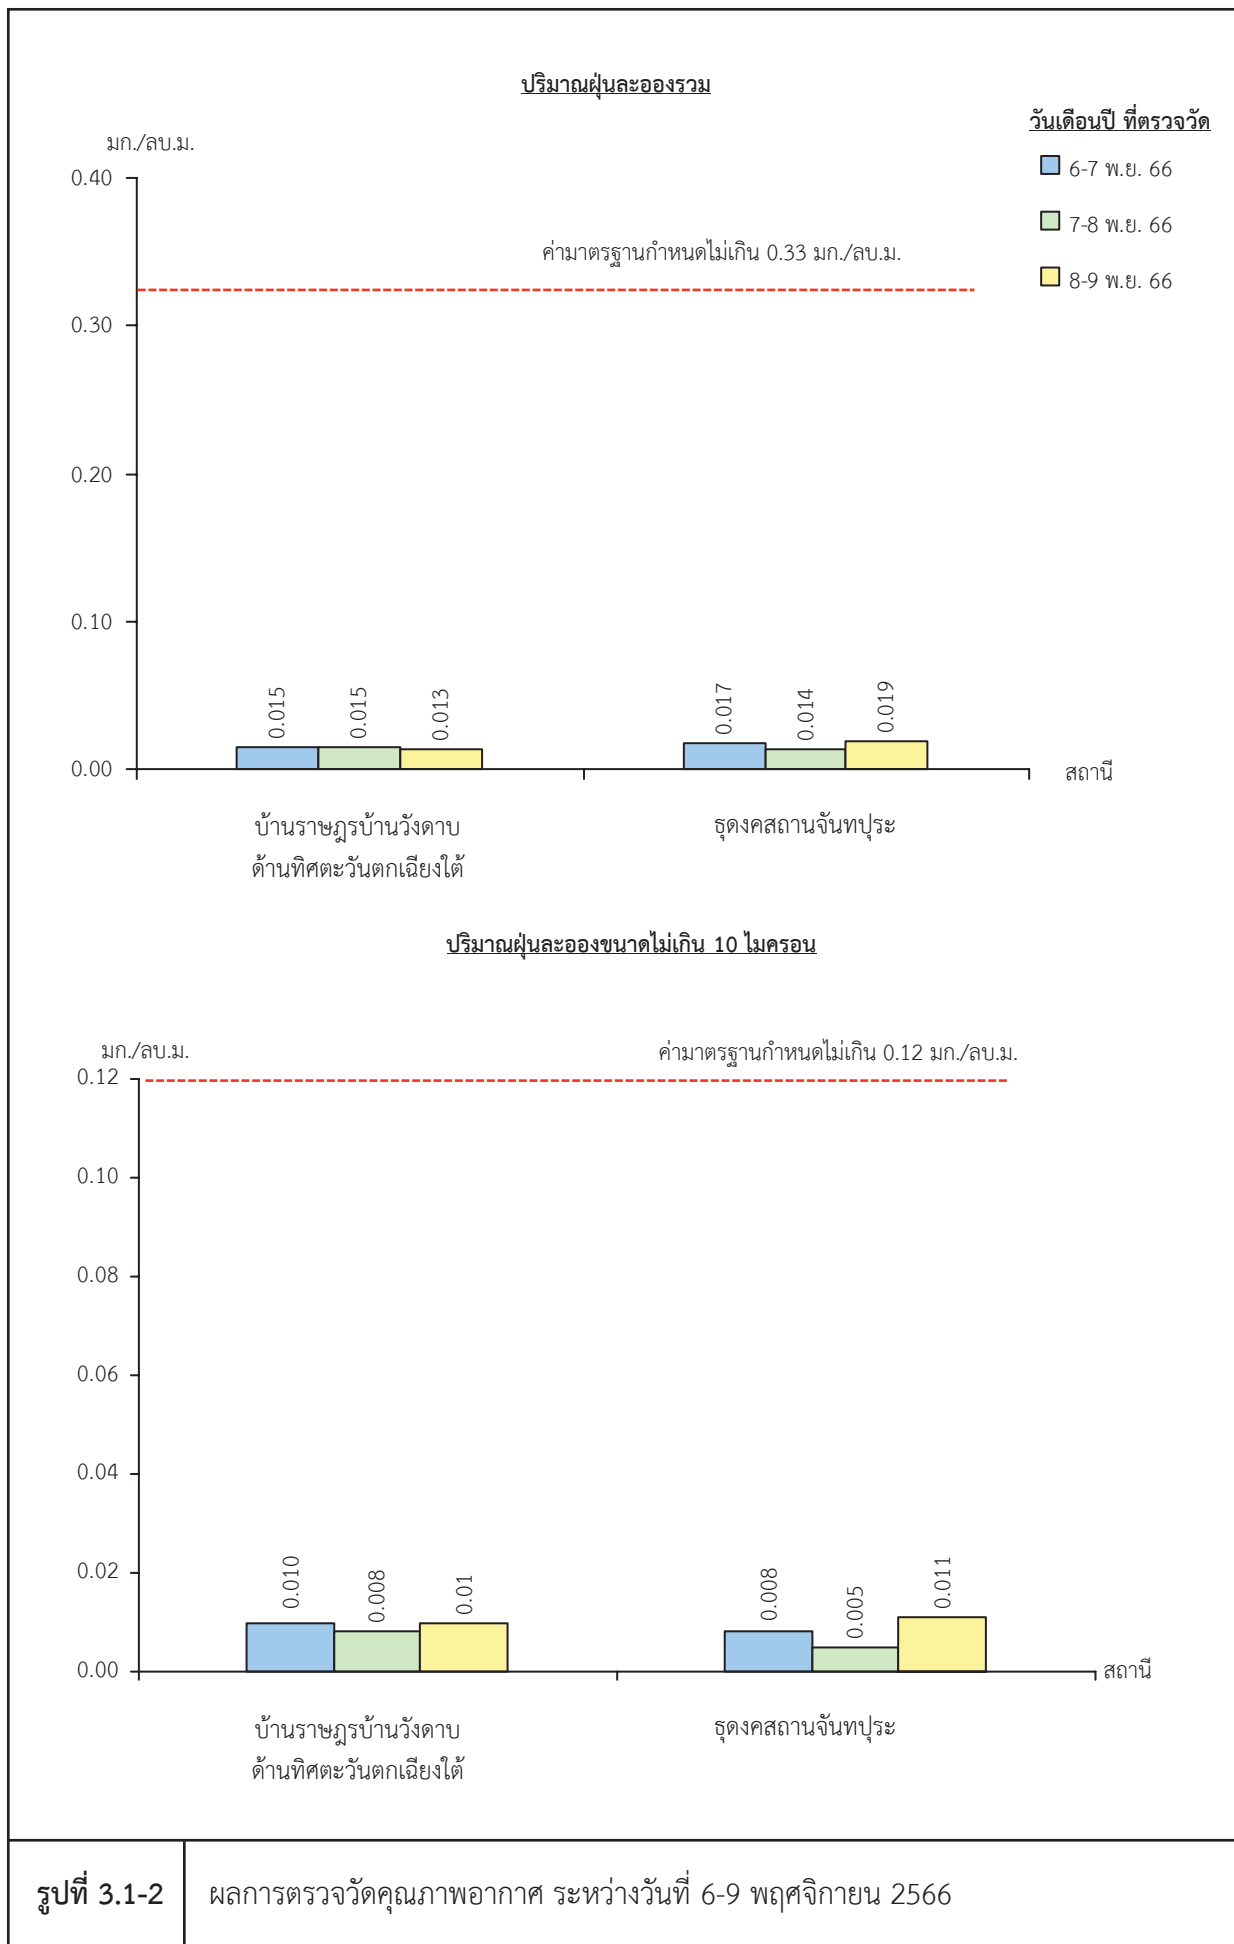 ปริมาณฝุ่นละอองรวม
วันเดือนปี ที่ตรวจวัด
6-7 พ.ย. 66
7-8 พ.ย. 66
8-9 พ.ย. 66
มก./ลบ.ม.
0.40
ค่ามาตรฐานกำหนดไม่เกิน 0.33 มก./ลบ.ม.
0.30
0.20
0.10
0.015 0.015 0.013 0.017 0.014 0.019
0.00
สถานี
บ้านราษฎรบ้านวังดาบ ธุดงคสถานจันทปุระ
ด้านทิศตะวันตกเฉียงใต้
ปริมาณฝุ่นละอองขนาดไม่เกิน 10 ไมครอน
มก./ลบ.ม.
ค่ามาตรฐานกำหนดไม่เกิน 0.12 มก./ลบ.ม.
0.12
0.10
0.08
0.06
0.04
0.02
0.010 0.008 0.01 0.008 0.005 0.011
0.00
สถานี
บ้านราษฎรบ้านวังดาบ ธุดงคสถานจันทปุระ
ด้านทิศตะวันตกเฉียงใต้
รูปที่ 3.1-2 ผลการตรวจวัดคุณภาพอากาศ ระหว่างวันที่ 6-9 พฤศจิกายน 2566